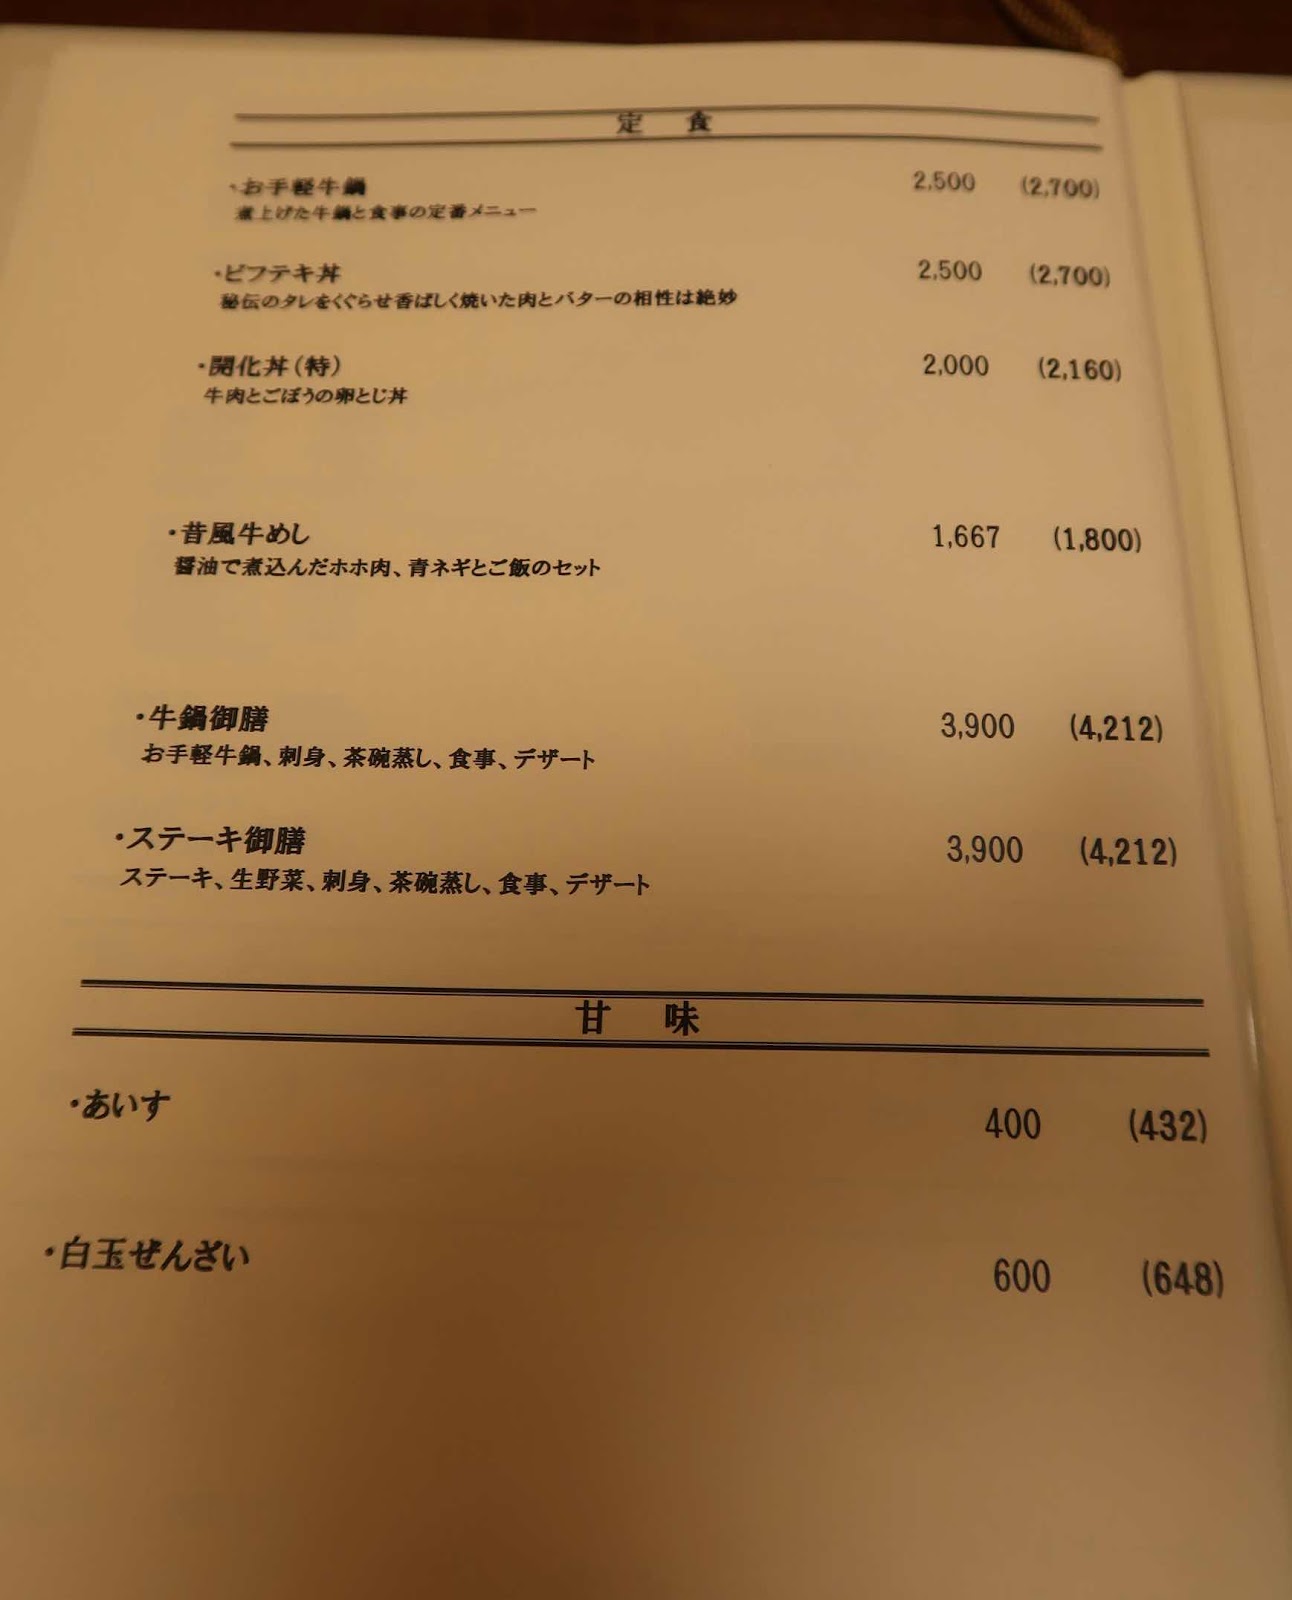 定 食
・お手軽牛鍋 2,500 (2,700)
煮上げた牛鍋と食事の定番メニュー
・ビフテキ丼 2,500 (2,700)
秘伝のタレをくぐらせ香ばしく焼いた肉とバターの相性は絶妙
・開化丼(特) 2,000 (2,160)
牛肉とごぼうの卵とじ丼
・昔風牛めし 1,667 (1,800)
醤油で煮込んだホホ肉、青ネギとご飯のセット
・牛鍋御膳 3,900 (4,212)
お手軽牛鍋、刺身、茶碗蒸し、食事、デザート
・ステーキ御膳 3,900 (4,212)
ステーキ、生野菜、刺身、茶碗蒸し、食事、デザート
甘 味
・あいす 400 (432)
・白玉ぜんざい 600 (648)